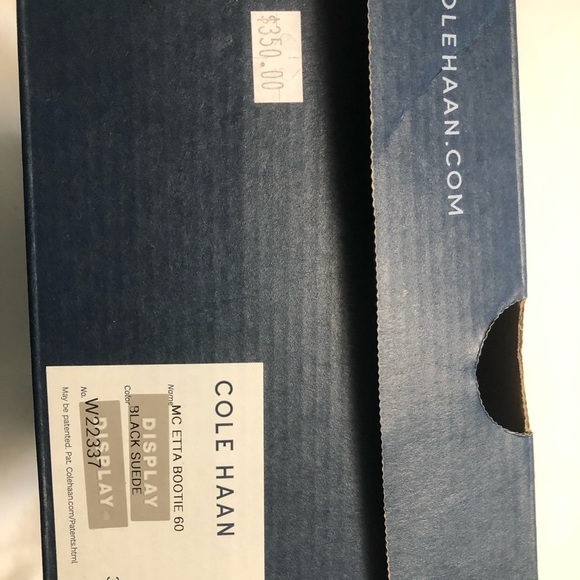 $350.00
OLEHAAN.COM
COLE HAAN
Name MC ETTA BOOTIE 60
DISPLAY
Color BLACK SUEDE
DISPLAY
No. W22337
May be patented. Pat. Colehaan.com/Patents.html